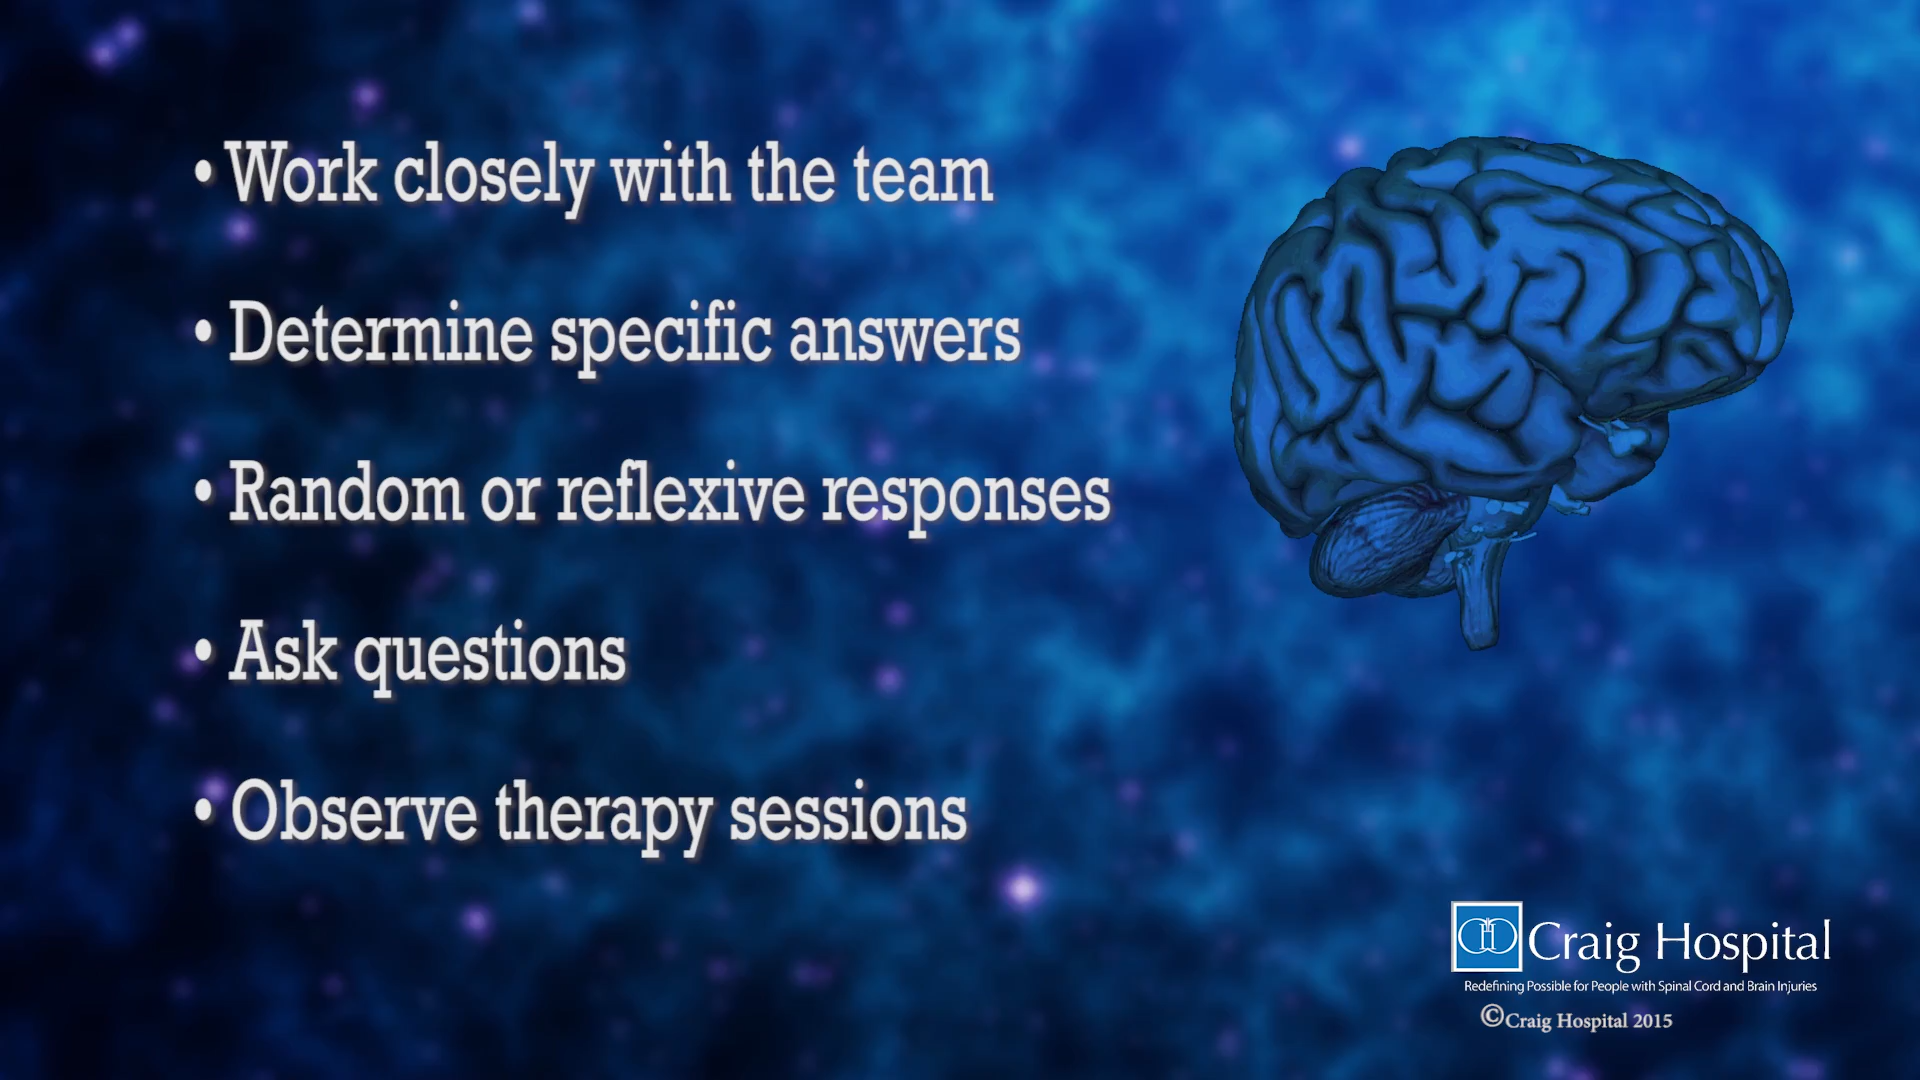 • Work closely with the team
• Determine specific answers
• Random or reflexive responses
• Ask questions
• Observe therapy sessions
Craig Hospital
Redefining Possible for People with Spinal Cord and Brain Injuries
©Craig Hospital 2015